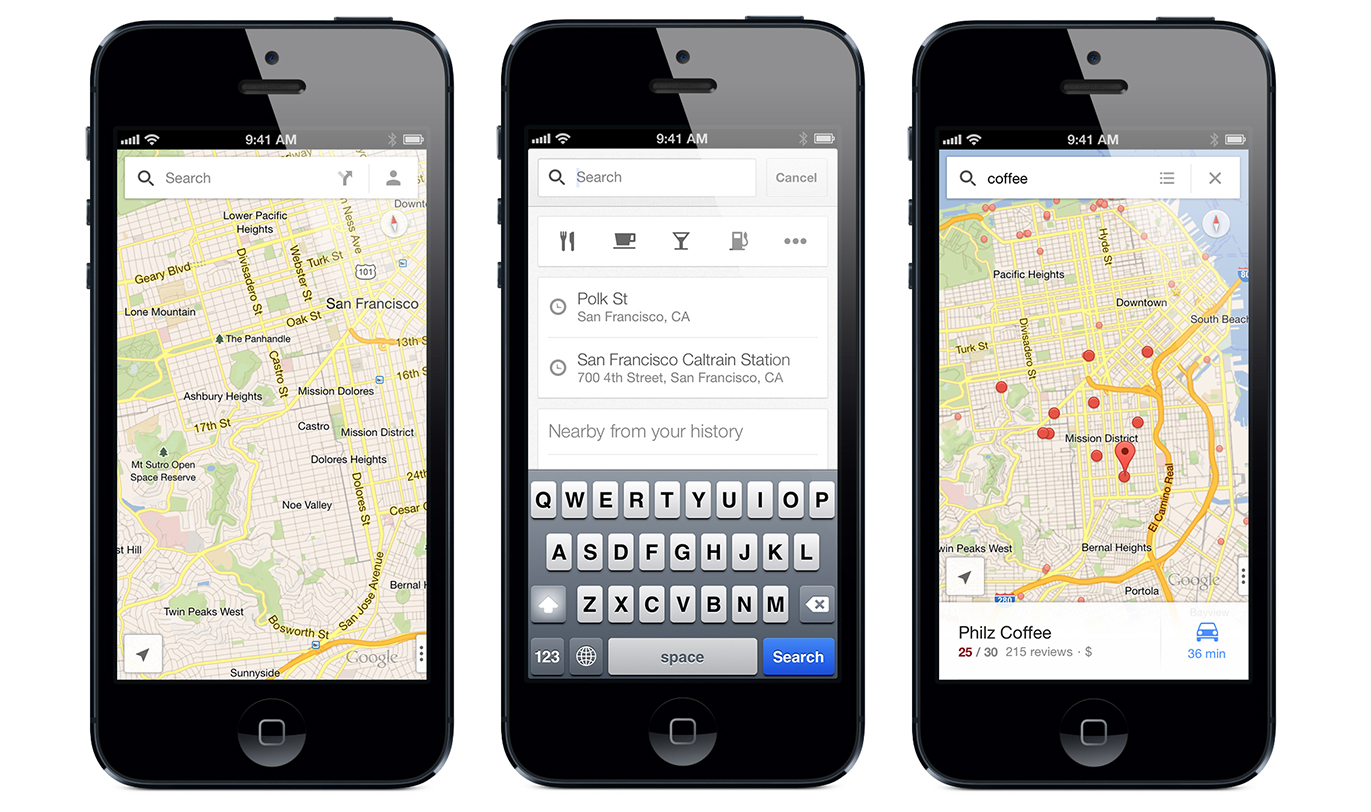 9:41 AM
Search
Downt
Lower Pacific
Heights
Ness Ave
Geary Blvd
Divisadero St
Webster St
Turk St
101
San Francisco
Lone Mountain
Oak St
The Panhandle
13th
Castro St
16th
Ashbury Heights
Mission Dolores
17th St
Castro
Mission District
Dolores Heights
Mt Sutro Open
Space Reserve
24t
Noe Valley
Dolores St
Cesar C
st Hill
San Jose Avenue
Bernal H
Twin Peaks West
Bosworth St
Google
Sunnyside
9:41 AM
Search
Cancel
Polk St
San Francisco, CA
San Francisco Caltrain Station
700 4th Street, San Francisco, CA
Nearby from your history
Q W E R T Y U I O P
A S D F G H J K L
Z X C V B N M
123 space Search
9:41 AM
coffee
Hyde St
Pacific Heights
80
Downtown
South Beach
Divisadero St
Turk St
Mission District
El Camino Real
win Peaks West
Bernal Heights
Google
280
Portola
Bayview
Philz Coffee
25 / 30 215 reviews · $
36 min